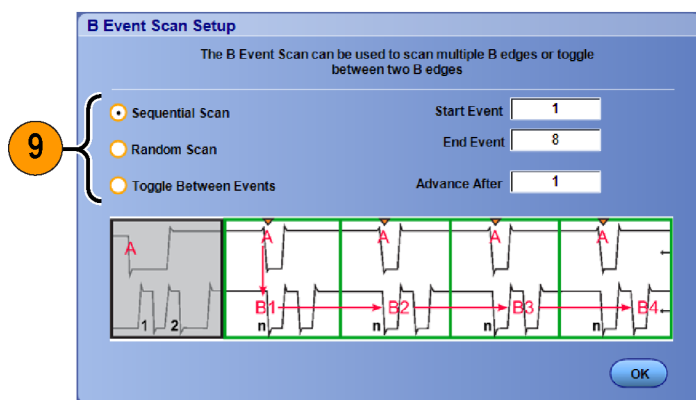 B Event Scan Setup
The B Event Scan can be used to scan multiple B edges or toggle
between two B edges
9
Sequential Scan
Random Scan
Toggle Between Events
Start Event 1
End Event 8
Advance After 1
A A A A A
B1 B2 B3 B4
1 2 n n n n
OK